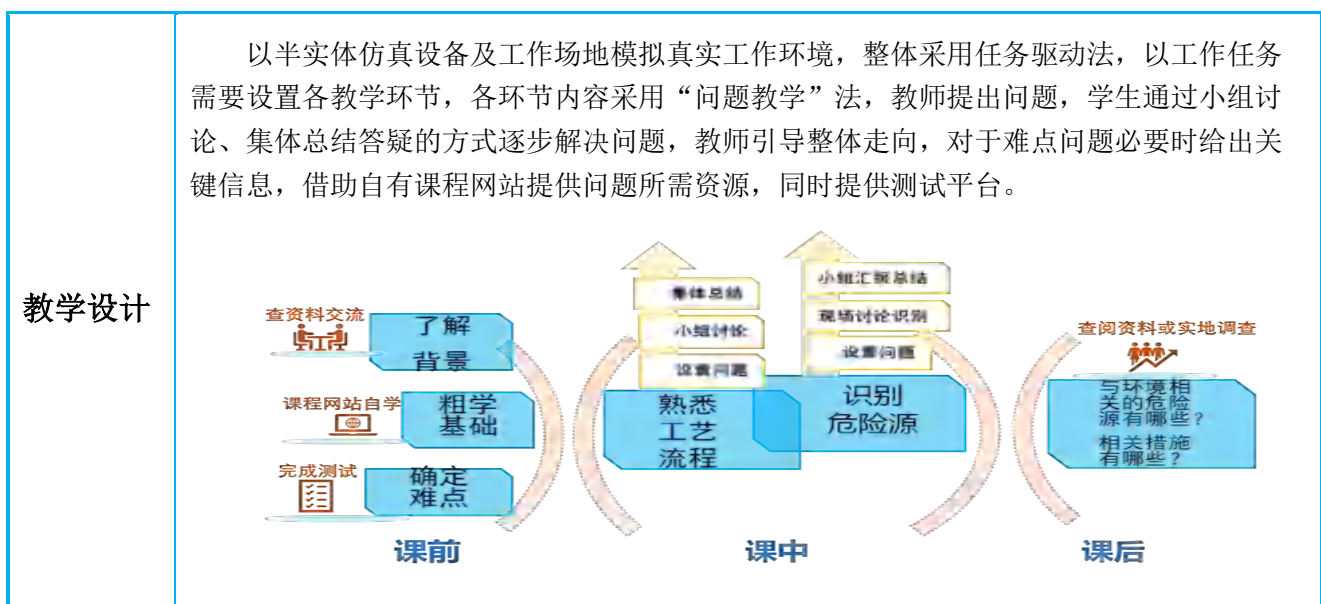 教学设计
以半实体仿真设备及工作场地模拟真实工作环境，整体采用任务驱动法，以工作任务
需要设置各教学环节，各环节内容采用“问题教学”法，教师提出问题，学生通过小组讨
论、集体总结答疑的方式逐步解决问题，教师引导整体走向，对于难点问题必要时给出关
键信息，借助自有课程网站提供问题所需资源，同时提供测试平台。
查资料交流
了解
背景
课程网站自学
粗学
基础
完成测试
确定
难点
课前
集体总结
小组讨论
设置问题
熟悉
工艺
流程
小组汇报总结
现场讨论识别
设置问题
识别
危险源
课中
查阅资料或实地调查
与环境相
关的危险
源有哪些？
相关措施
有哪些？
课后